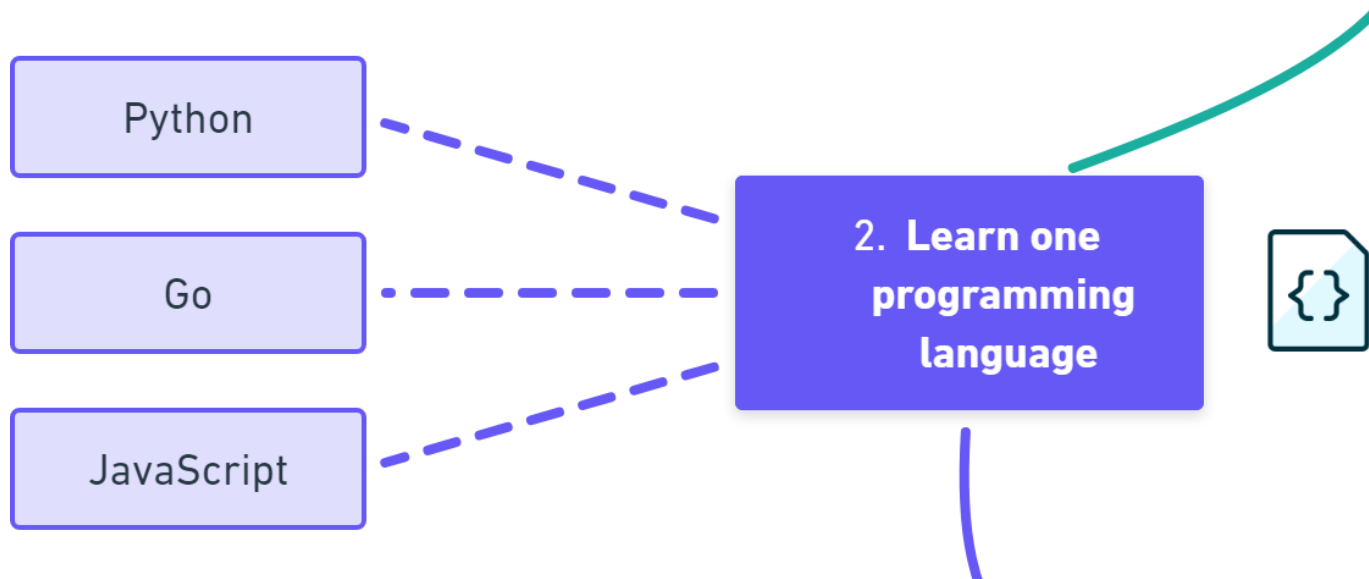 Python
Go
JavaScript
2. Learn one
programming
language
{}